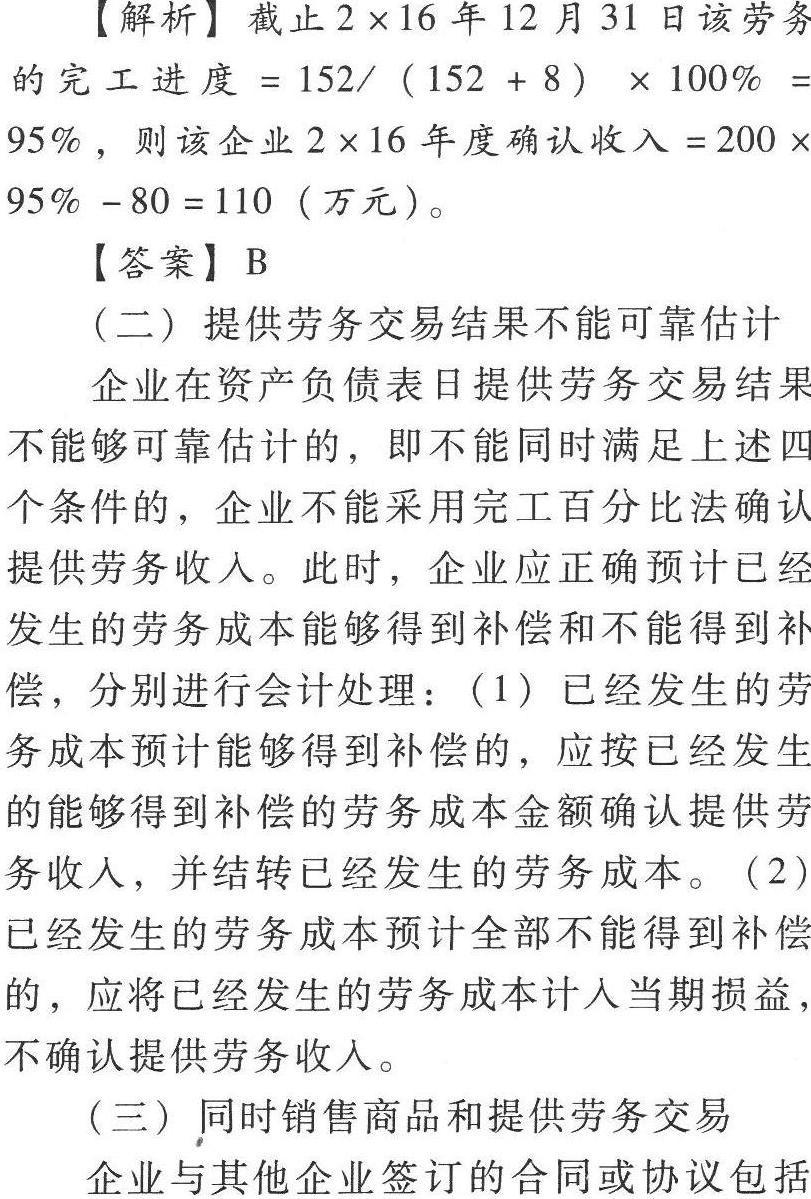 【解析】截止 2 × 16 年 12 月 31 日该劳务
的完工进度 = 152/（152 + 8） × 100% =
95%，则该企业 2 × 16 年度确认收入 = 200 ×
95% － 80 = 110（万元）。
【答案】B
（二）提供劳务交易结果不能可靠估计
企业在资产负债表日提供劳务交易结果
不能够可靠估计的，即不能同时满足上述四
个条件的，企业不能采用完工百分比法确认
提供劳务收入。此时，企业应正确预计已经
发生的劳务成本能够得到补偿和不能得到补
偿，分别进行会计处理：（1）已经发生的劳
务成本预计能够得到补偿的，应按已经发生
的能够得到补偿的劳务成本金额确认提供劳
务收入，并结转已经发生的劳务成本。（2）
已经发生的劳务成本预计全部不能得到补偿
的，应将已经发生的劳务成本计入当期损益，
不确认提供劳务收入。
（三）同时销售商品和提供劳务交易
企业与其他企业签订的合同或协议包括